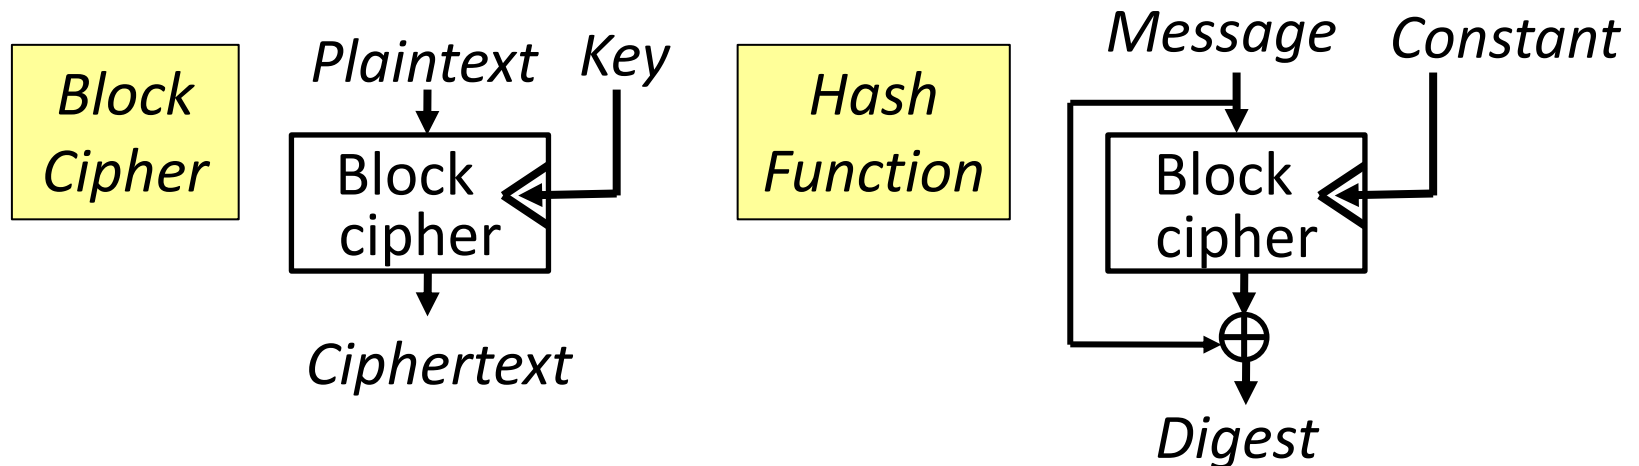 Block
Cipher
Plaintext
Key
Block
cipher
Ciphertext
Hash
Function
Message
Constant
Block
cipher
Digest